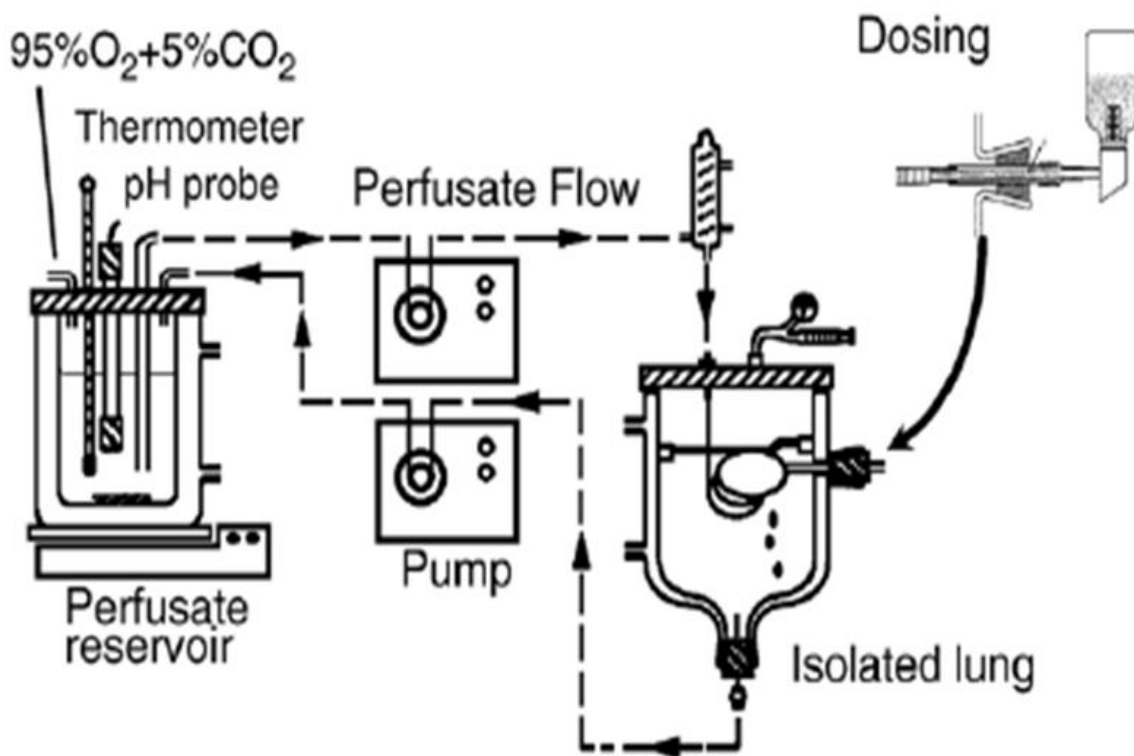 95%O₂+5%CO₂
Thermometer
pH probe
Perfusate Flow
Dosing
Pump
Perfusate
reservoir
Isolated lung